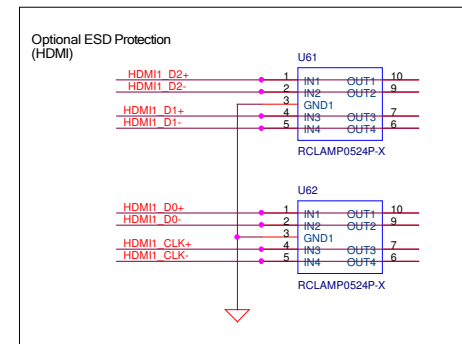 Optional ESD Protection
(HDMI)
U61
HDMI1_D2+ 1 IN1 OUT1 10
HDMI1_D2- 2 IN2 OUT2 9
3 GND1
HDMI1_D1+ 4 IN3 OUT3 7
HDMI1_D1- 5 IN4 OUT4 6
RCLAMP0524P-X
U62
HDMI1_D0+ 1 IN1 OUT1 10
HDMI1_D0- 2 IN2 OUT2 9
3 GND1
HDMI1_CLK+ 4 IN3 OUT3 7
HDMI1_CLK- 5 IN4 OUT4 6
RCLAMP0524P-X